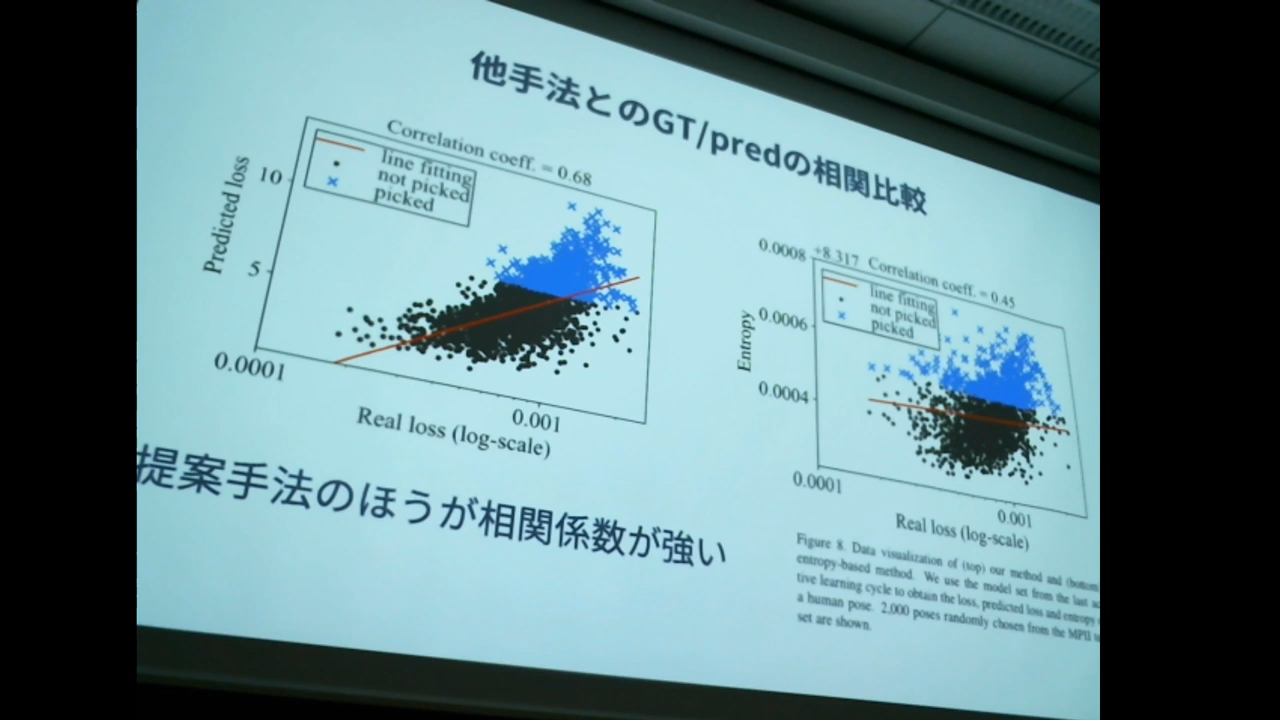 他手法とのGT/predの相関比較
Correlation coeff. = 0.68
line fitting
not picked
picked
Predicted loss
10
5
0.0001
0.001
Real loss (log-scale)
+8.317 Correlation coeff. = 0.45
line fitting
not picked
picked
Entropy
0.0008
0.0006
0.0004
0.0001
0.001
Real loss (log-scale)
提案手法のほうが相関係数が強い
Figure 8. Data visualization of (top) our method and (bottom
entropy-based method. We use the model set from the last
tive learning cycle to obtain the loss, predicted loss and entropy
a human pose. 2,000 poses randomly chosen from the MPII
set are shown.